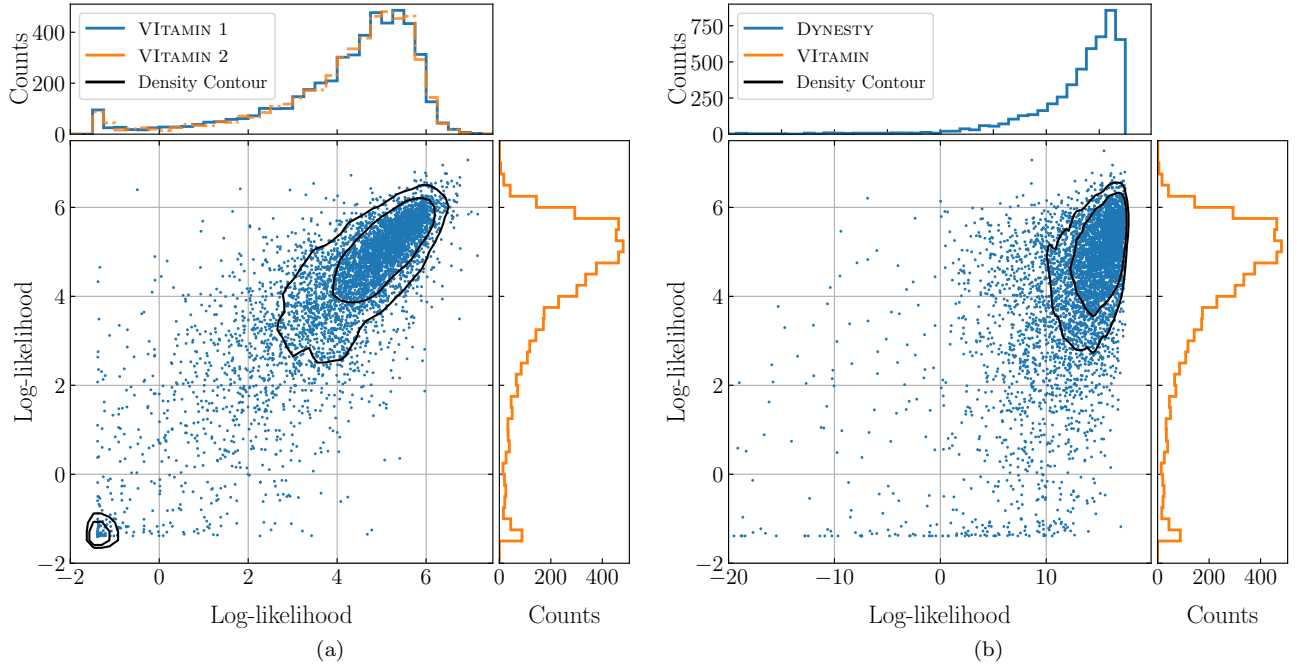 Counts
400
200
0
VITAMIN 1
VITAMIN 2
Density Contour
Log-likelihood
6
4
2
0
−2
−2
0
2
4
6
Log-likelihood
0
200
400
Counts
(a)
Counts
750
500
250
0
DYNESTY
VITAMIN
Density Contour
Log-likelihood
6
4
2
0
−2
−20
−10
0
10
Log-likelihood
0
200
400
Counts
(b)